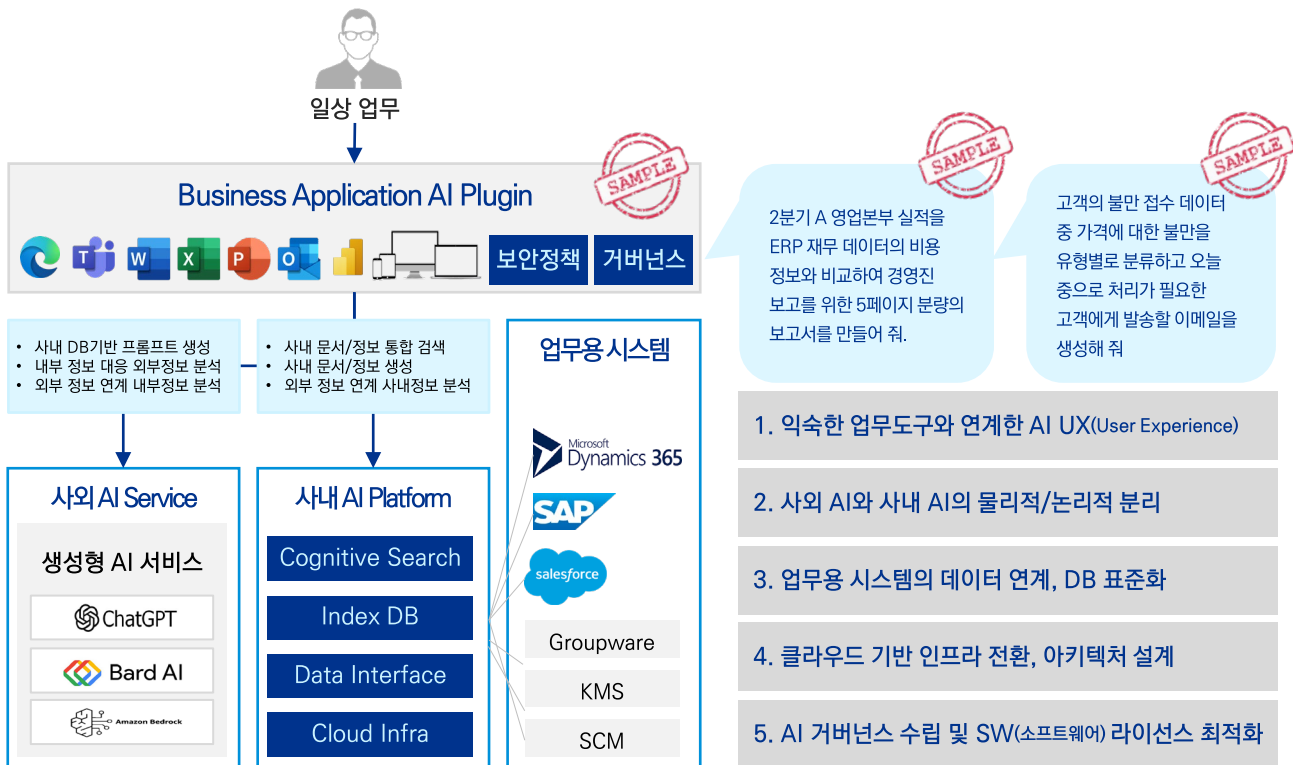 일상 업무
Business Application AI Plugin
SAMPLE
T
W
X
P
O
보안정책
거버넌스
• 사내 DB기반 프롬프트 생성
• 내부 정보 대응 외부정보 분석
• 외부 정보 연계 내부정보 분석
• 사내 문서/정보 통합 검색
• 사내 문서/정보 생성
• 외부 정보 연계 사내정보 분석
사외 AI Service
생성형 AI 서비스
ChatGPT
Bard AI
Amazon Bedrock
사내 AI Platform
Cognitive Search
Index DB
Data Interface
Cloud Infra
업무용 시스템
Microsoft
Dynamics 365
SAP
salesforce
Groupware
KMS
SCM
SAMPLE
2분기 A 영업본부 실적을
ERP 재무 데이터의 비용
정보와 비교하여 경영진
보고를 위한 5페이지 분량의
보고서를 만들어 줘.
SAMPLE
고객의 불만 접수 데이터
중 가격에 대한 불만을
유형별로 분류하고 오늘
중으로 처리가 필요한
고객에게 발송할 이메일을
생성해 줘
1. 익숙한 업무도구와 연계한 AI UX(User Experience)
2. 사외 AI와 사내 AI의 물리적/논리적 분리
3. 업무용 시스템의 데이터 연계, DB 표준화
4. 클라우드 기반 인프라 전환, 아키텍처 설계
5. AI 거버넌스 수립 및 SW(소프트웨어) 라이선스 최적화